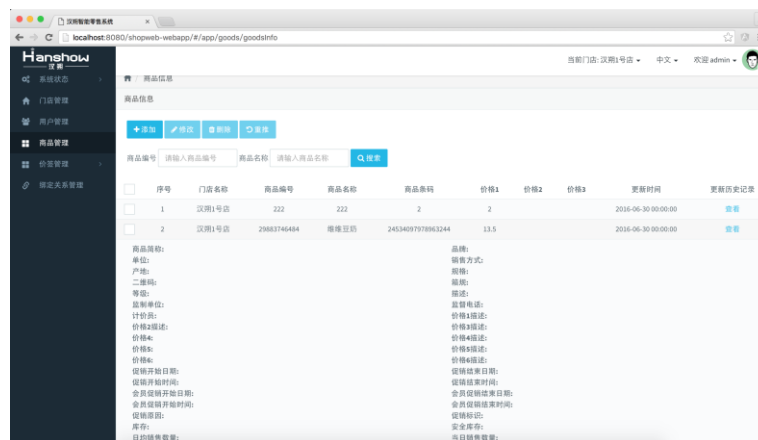 汉朔智能零售系统
localhost:8080/shopweb-webapp/#/app/goods/goodsInfo
Hanshow
汉朔
当前门店:汉朔1号店 中文 欢迎 admin
系统状态
门店管理
用户管理
商品管理
价签管理
绑定关系管理
商品信息
商品信息
+添加 修改 删除 重换
商品编号 请输入商品编号 商品名称 请输入商品名称 搜索
序号 门店名称 商品编号 商品名称 商品条码 价格1 价格2 价格3 更新时间 更新历史记录
1 汉朔1号店 222 222 2 2 2016-06-30 00:00:00 查看
2 汉朔1号店 29883746484 维维豆奶 24534097978963244 13.5 2016-06-30 00:00:00 查看
商品简称: 品牌:
单位: 销售方式:
产地: 规格:
二维码: 箱规:
等级: 描述:
监制单位: 监督电话:
计价员: 价格1描述:
价格2描述: 价格3描述:
价格4: 价格4描述:
价格5: 价格5描述:
价格6: 价格6描述:
促销开始日期: 促销结束日期:
促销开始时间: 促销结束时间:
会员促销开始日期: 会员促销结束日期:
会员促销开始时间: 会员促销结束时间:
促销原因: 促销标识:
库存: 安全库存:
日均销售数量: 当日销售数量: